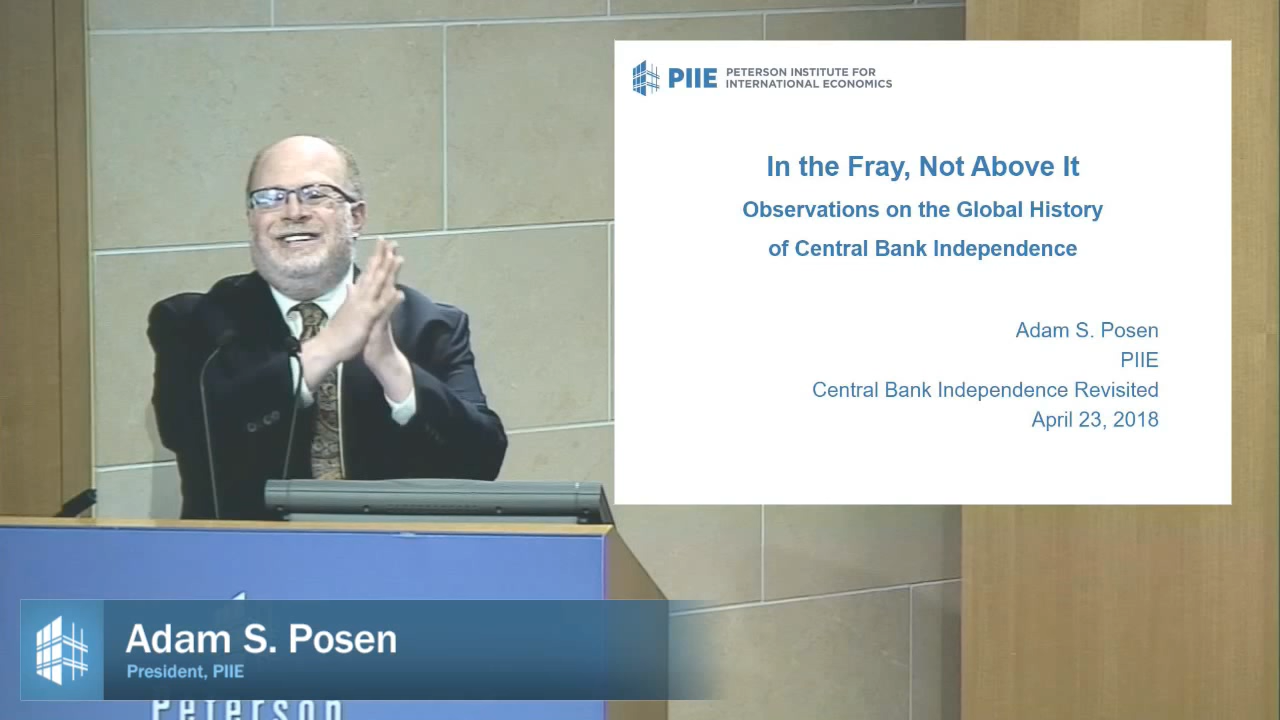 PIIE
PETERSON INSTITUTE FOR
INTERNATIONAL ECONOMICS
In the Fray, Not Above It
Observations on the Global History
of Central Bank Independence
Adam S. Posen
PIIE
Central Bank Independence Revisited
April 23, 2018
Adam S. Posen
President, PIIE
Peterson